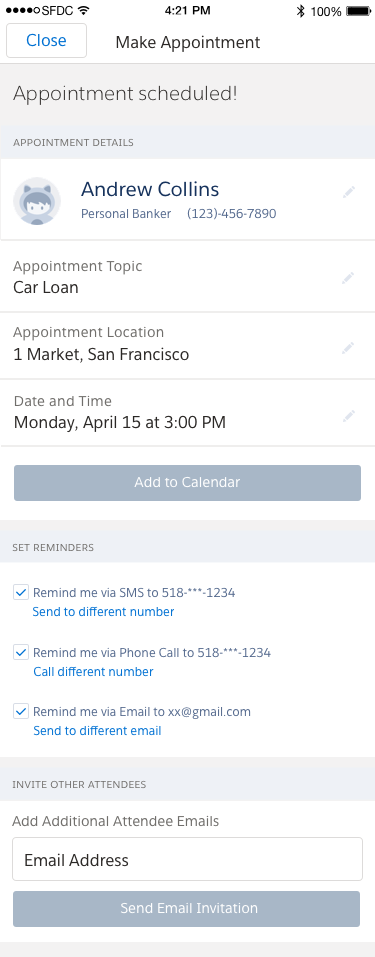 SFDC 4:21 PM 100%
Close Make Appointment
Appointment scheduled!
APPOINTMENT DETAILS
Andrew Collins
Personal Banker (123)-456-7890
Appointment Topic
Car Loan
Appointment Location
1 Market, San Francisco
Date and Time
Monday, April 15 at 3:00 PM
Add to Calendar
SET REMINDERS
Remind me via SMS to 518-***-1234
Send to different number
Remind me via Phone Call to 518-***-1234
Call different number
Remind me via Email to xx@gmail.com
Send to different email
INVITE OTHER ATTENDEES
Add Additional Attendee Emails
Email Address
Send Email Invitation